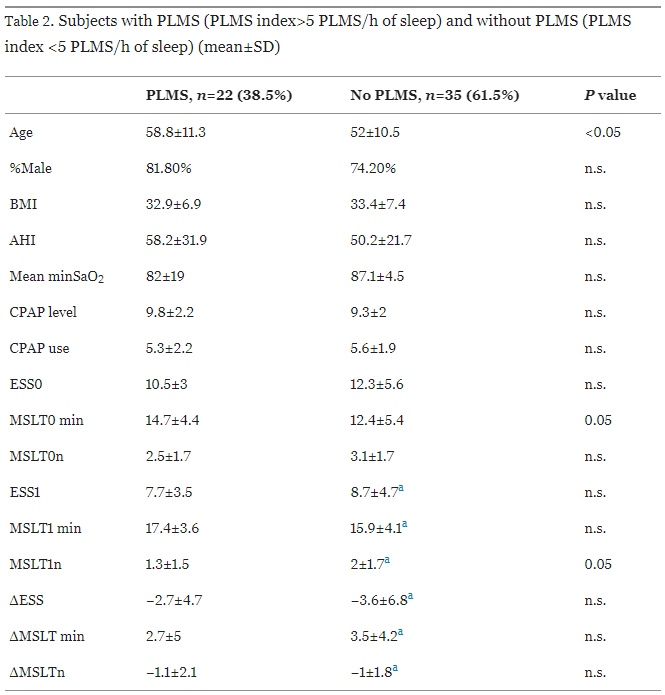 Table 2. Subjects with PLMS (PLMS index>5 PLMS/h of sleep) and without PLMS (PLMS
index <5 PLMS/h of sleep) (mean±SD)
PLMS, n=22 (38.5%) No PLMS, n=35 (61.5%) P value
Age 58.8±11.3 52±10.5 <0.05
%Male 81.80% 74.20% n.s.
BMI 32.9±6.9 33.4±7.4 n.s.
AHI 58.2±31.9 50.2±21.7 n.s.
Mean minSaO2 82±19 87.1±4.5 n.s.
CPAP level 9.8±2.2 9.3±2 n.s.
CPAP use 5.3±2.2 5.6±1.9 n.s.
ESS0 10.5±3 12.3±5.6 n.s.
MSLT0 min 14.7±4.4 12.4±5.4 0.05
MSLT0n 2.5±1.7 3.1±1.7 n.s.
ESS1 7.7±3.5 8.7±4.7a n.s.
MSLT1 min 17.4±3.6 15.9±4.1a n.s.
MSLT1n 1.3±1.5 2±1.7a 0.05
ΔESS −2.7±4.7 −3.6±6.8a n.s.
ΔMSLT min 2.7±5 3.5±4.2a n.s.
ΔMSLTn −1.1±2.1 −1±1.8a n.s.